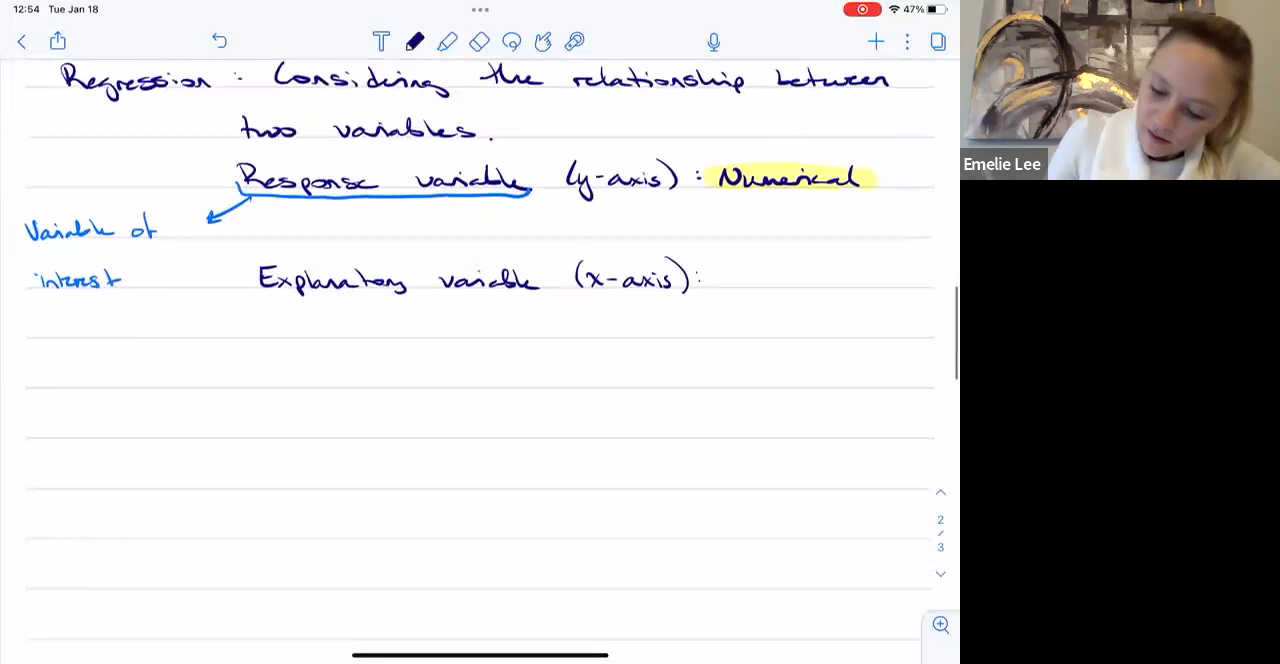 12:54 Tue Jan 18
47%
Regression : Considering the relationship between
two variables.
Response variable (y-axis) : Numerical
Variable of
interest
Explanatory variable (x-axis):
Emelie Lee
2
3